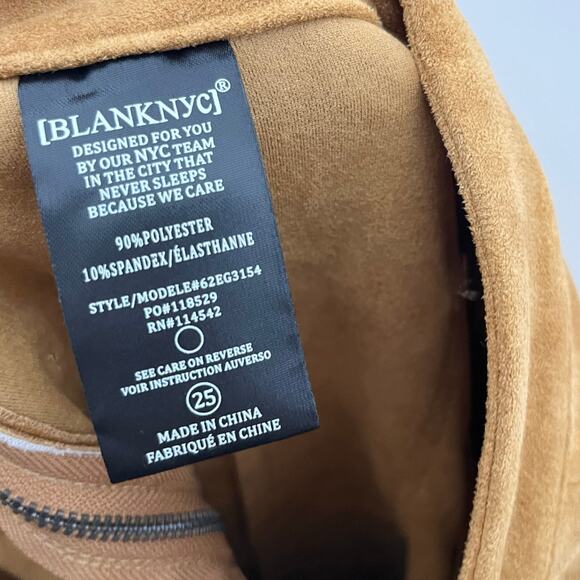 [BLANKNYC]®
DESIGNED FOR YOU
BY OUR NYC TEAM
IN THE CITY THAT
NEVER SLEEPS
BECAUSE WE CARE
90%POLYESTER
10%SPANDEX/ÉLASTHANNE
STYLE/MODELE#62EG3154
PO#118529
RN#114542
SEE CARE ON REVERSE
VOIR INSTRUCTION AUVERSO
25
MADE IN CHINA
FABRIQUÉ EN CHINE